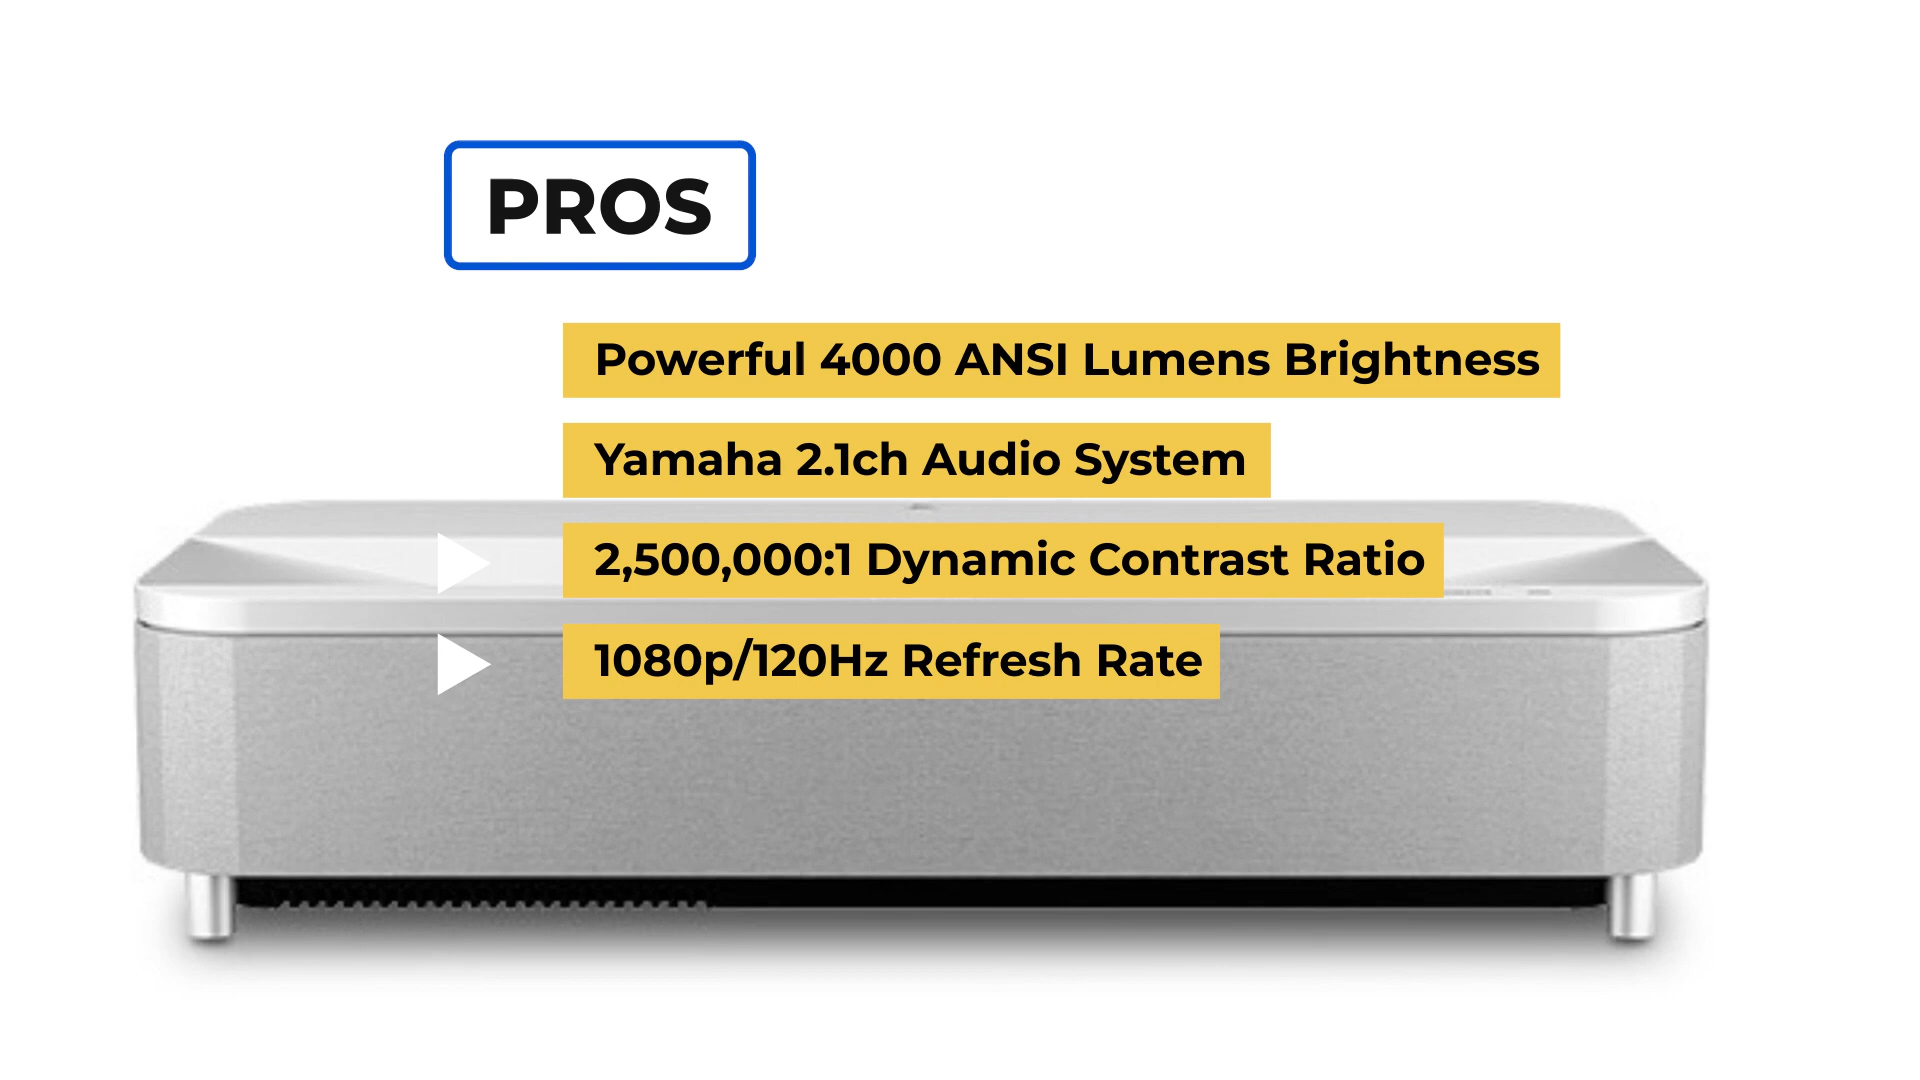 PROS
Powerful 4000 ANSI Lumens Brightness
Yamaha 2.1ch Audio System
2,500,000:1 Dynamic Contrast Ratio
1080p/120Hz Refresh Rate